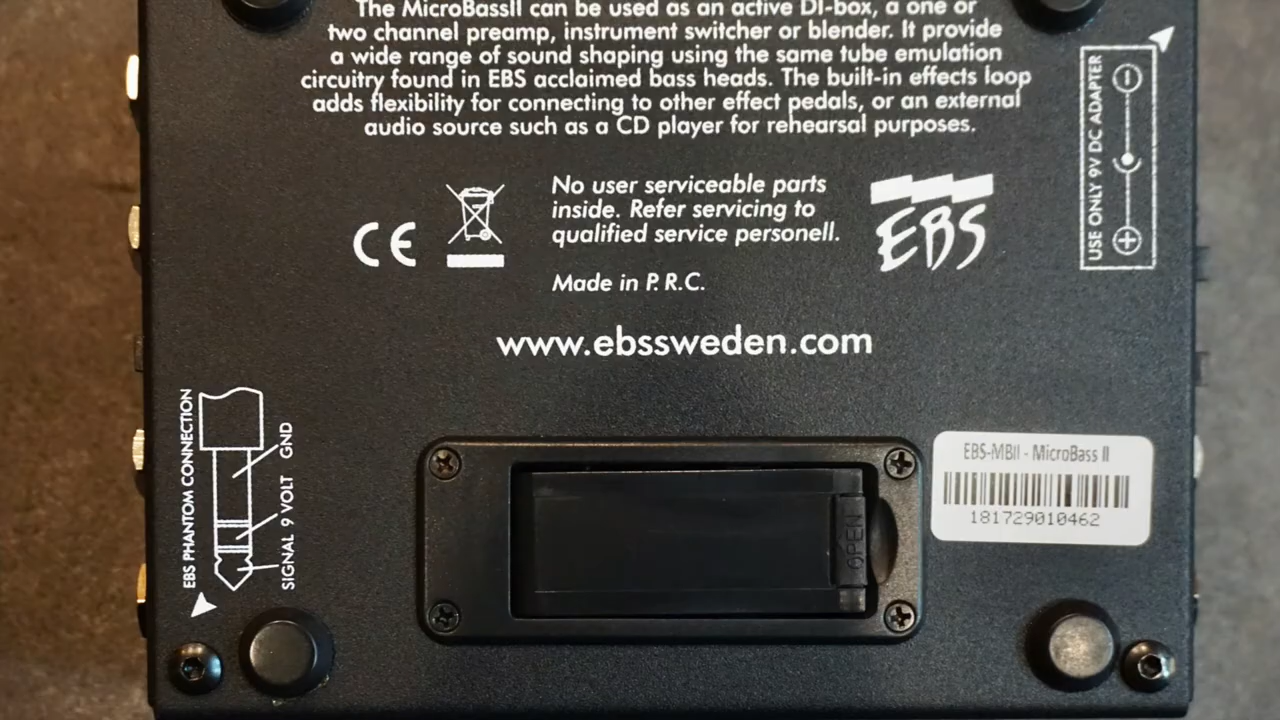 The MicroBassII can be used as an active DI-box, a one or
two channel preamp, instrument switcher or blender. It provide
a wide range of sound shaping using the same tube emulation
circuitry found in EBS acclaimed bass heads. The built-in effects loop
adds flexibility for connecting to other effect pedals, or an external
audio source such as a CD player for rehearsal purposes.
USE ONLY 9V DC ADAPTER
CE
No user serviceable parts
inside. Refer servicing to
qualified service personell.
Made in P.R.C.
EBS
www.ebssweden.com
EBS PHANTOM CONNECTION
SIGNAL 9 VOLT GND
OPEN
EBS-MBII - MicroBass II
181729010462